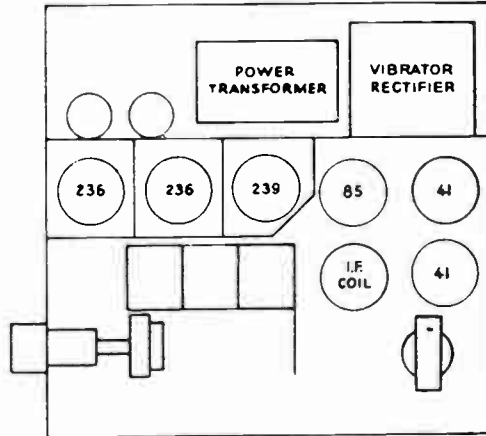 POWER
TRANSFORMER
VIBRATOR
RECTIFIER
236
236
239
85
41
I.F.
COIL
41